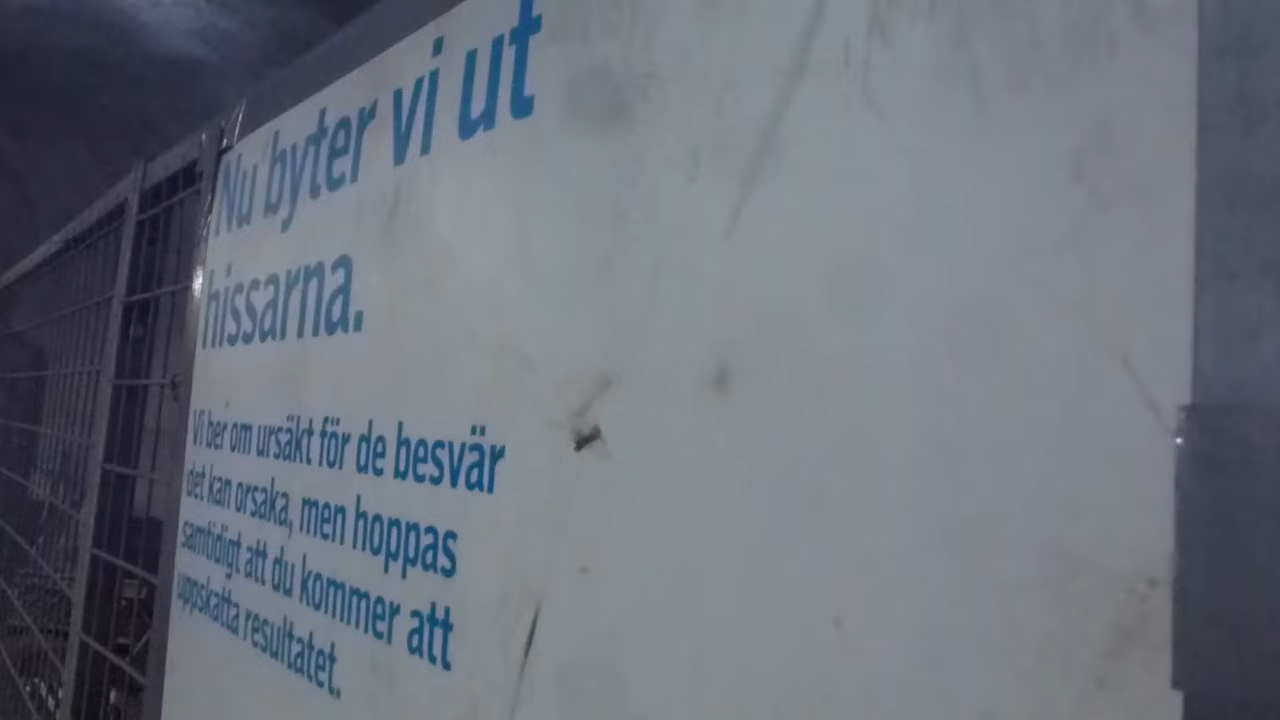 Nu byter vi ut
hissarna.
Vi ber om ursäkt för de besvär
det kan orsaka, men hoppas
samtidigt att du kommer att
uppskatta resultatet.